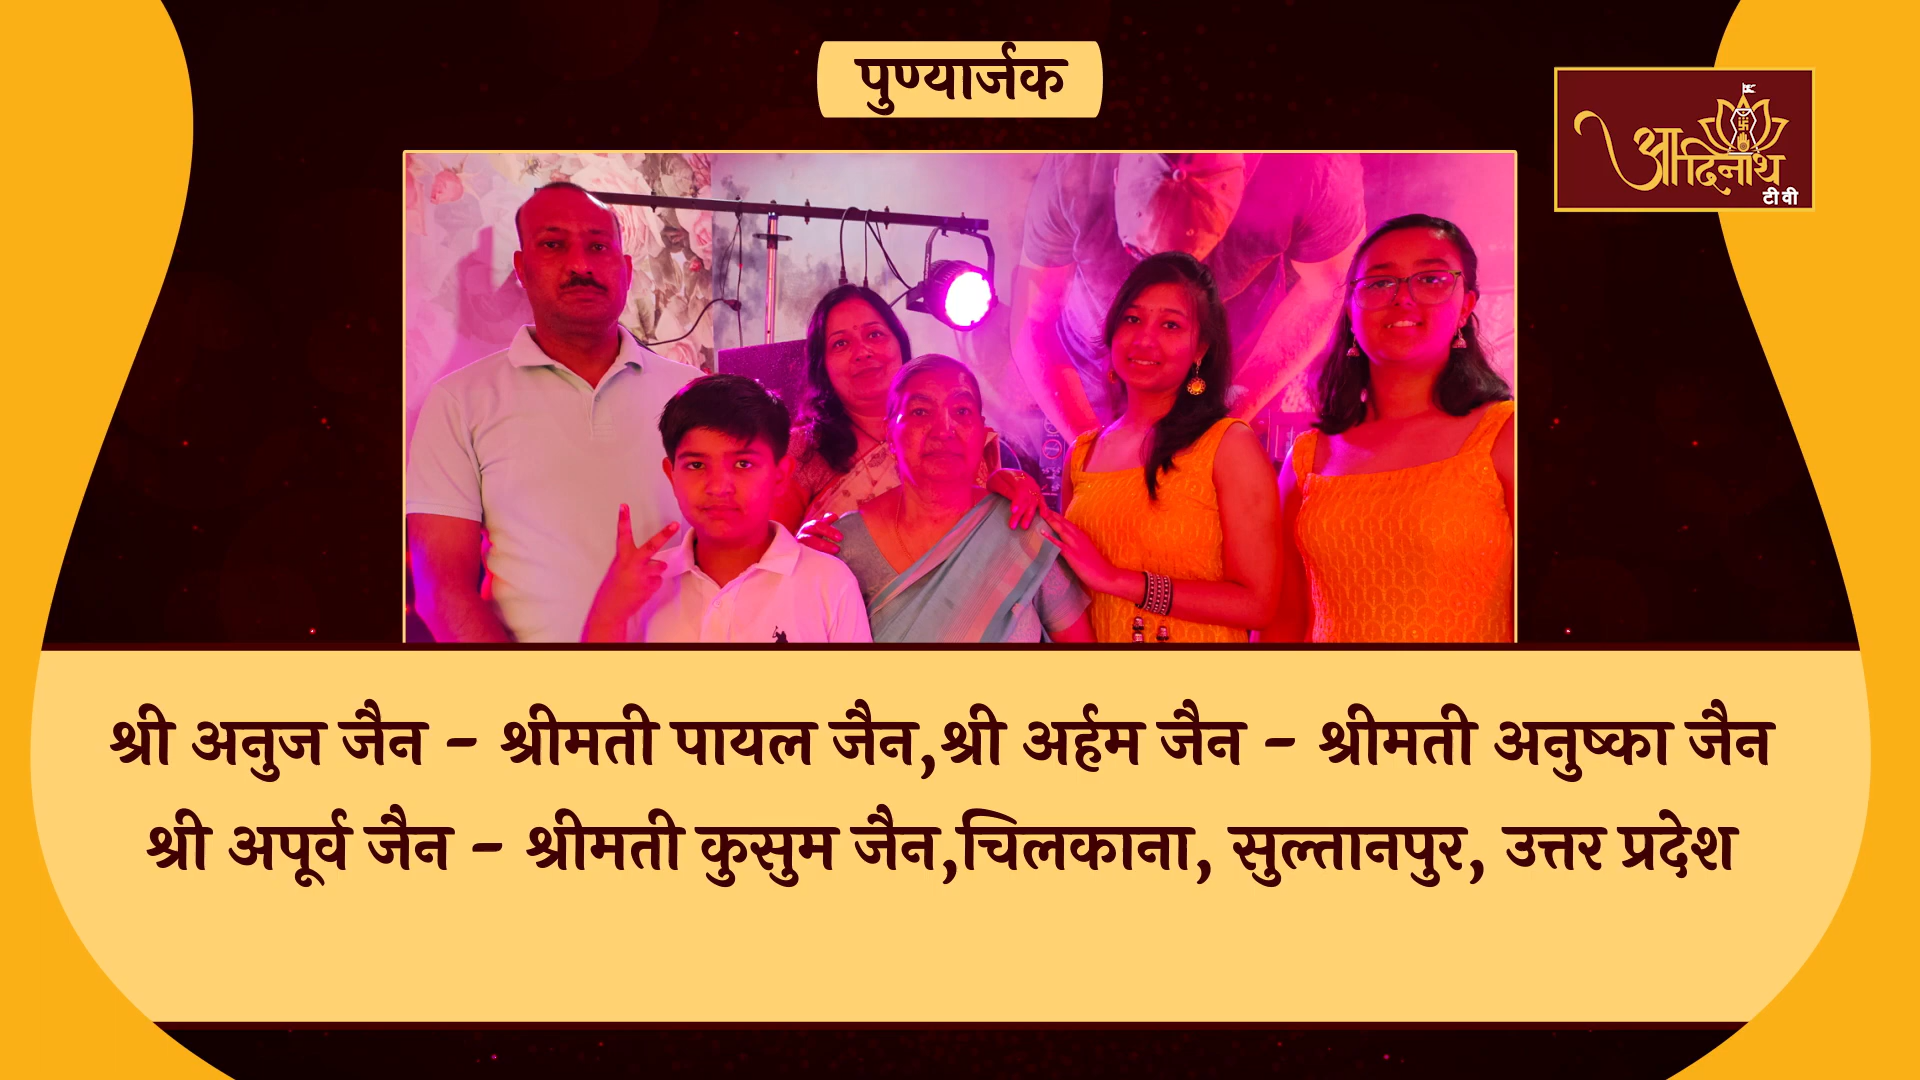 पुण्यार्जक
आदिनाथ
टी वी
श्री अनुज जैन - श्रीमती पायल जैन,श्री अर्हम जैन - श्रीमती अनुष्का जैन
श्री अपूर्व जैन - श्रीमती कुसुम जैन,चिलकाना, सुल्तानपुर, उत्तर प्रदेश